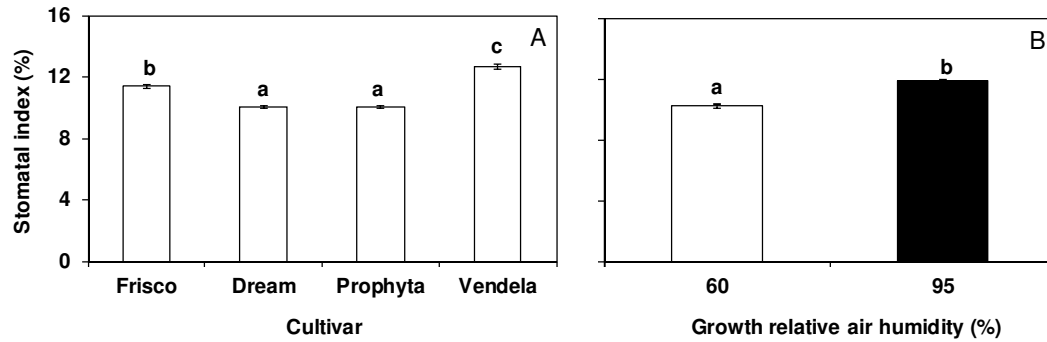 16
12
8
4
0
Stomatal index (%)
A
b
a
a
c
Frisco Dream Prophyta Vendela
Cultivar
B
a
b
60 95
Growth relative air humidity (%)